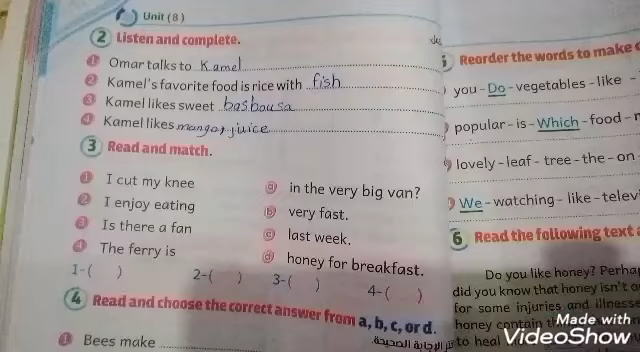 Unit (8)
2 Listen and complete.
1 Omar talks to Kamel
2 Kamel's favorite food is rice with fish
3 Kamel likes sweet basbousa
4 Kamel likes mangoy juice
3 Read and match.
1 I cut my knee
2 I enjoy eating
3 Is there a fan
4 The ferry is
a in the very big van?
b very fast.
c last week.
d honey for breakfast.
1-( ) 2-( ) 3-( ) 4-( )
4 Read and choose the correct answer from a, b, c, or d.
1 Bees make
Reorder the words to make
you - Do - vegetables - like -
popular - is - Which - food -
lovely - leaf - tree - the - on
We - watching - like -
6 Read the following text
Do you like honey?
did you know that honey isn't
for some injuries and
honey contain
to heal
Made with
VideoShow